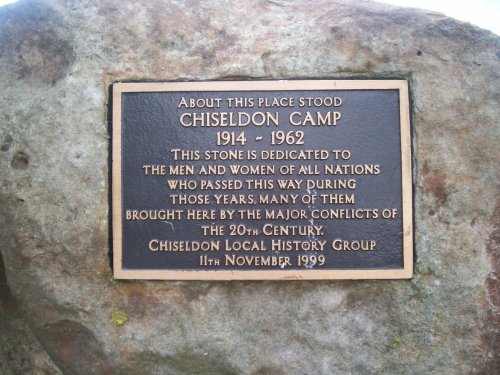 ABOUT THIS PLACE STOOD
CHISELDON CAMP
1914 - 1962
THIS STONE IS DEDICATED TO
THE MEN AND WOMEN OF ALL NATIONS
WHO PASSED THIS WAY DURING
THOSE YEARS, MANY OF THEM
BROUGHT HERE BY THE MAJOR CONFLICTS OF
THE 20TH CENTURY.
CHISELDON LOCAL HISTORY GROUP
11TH NOVEMBER 1999